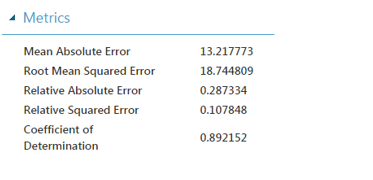 Metrics
Mean Absolute Error 13.217773
Root Mean Squared Error 18.744809
Relative Absolute Error 0.287334
Relative Squared Error 0.107848
Coefficient of
Determination 0.892152